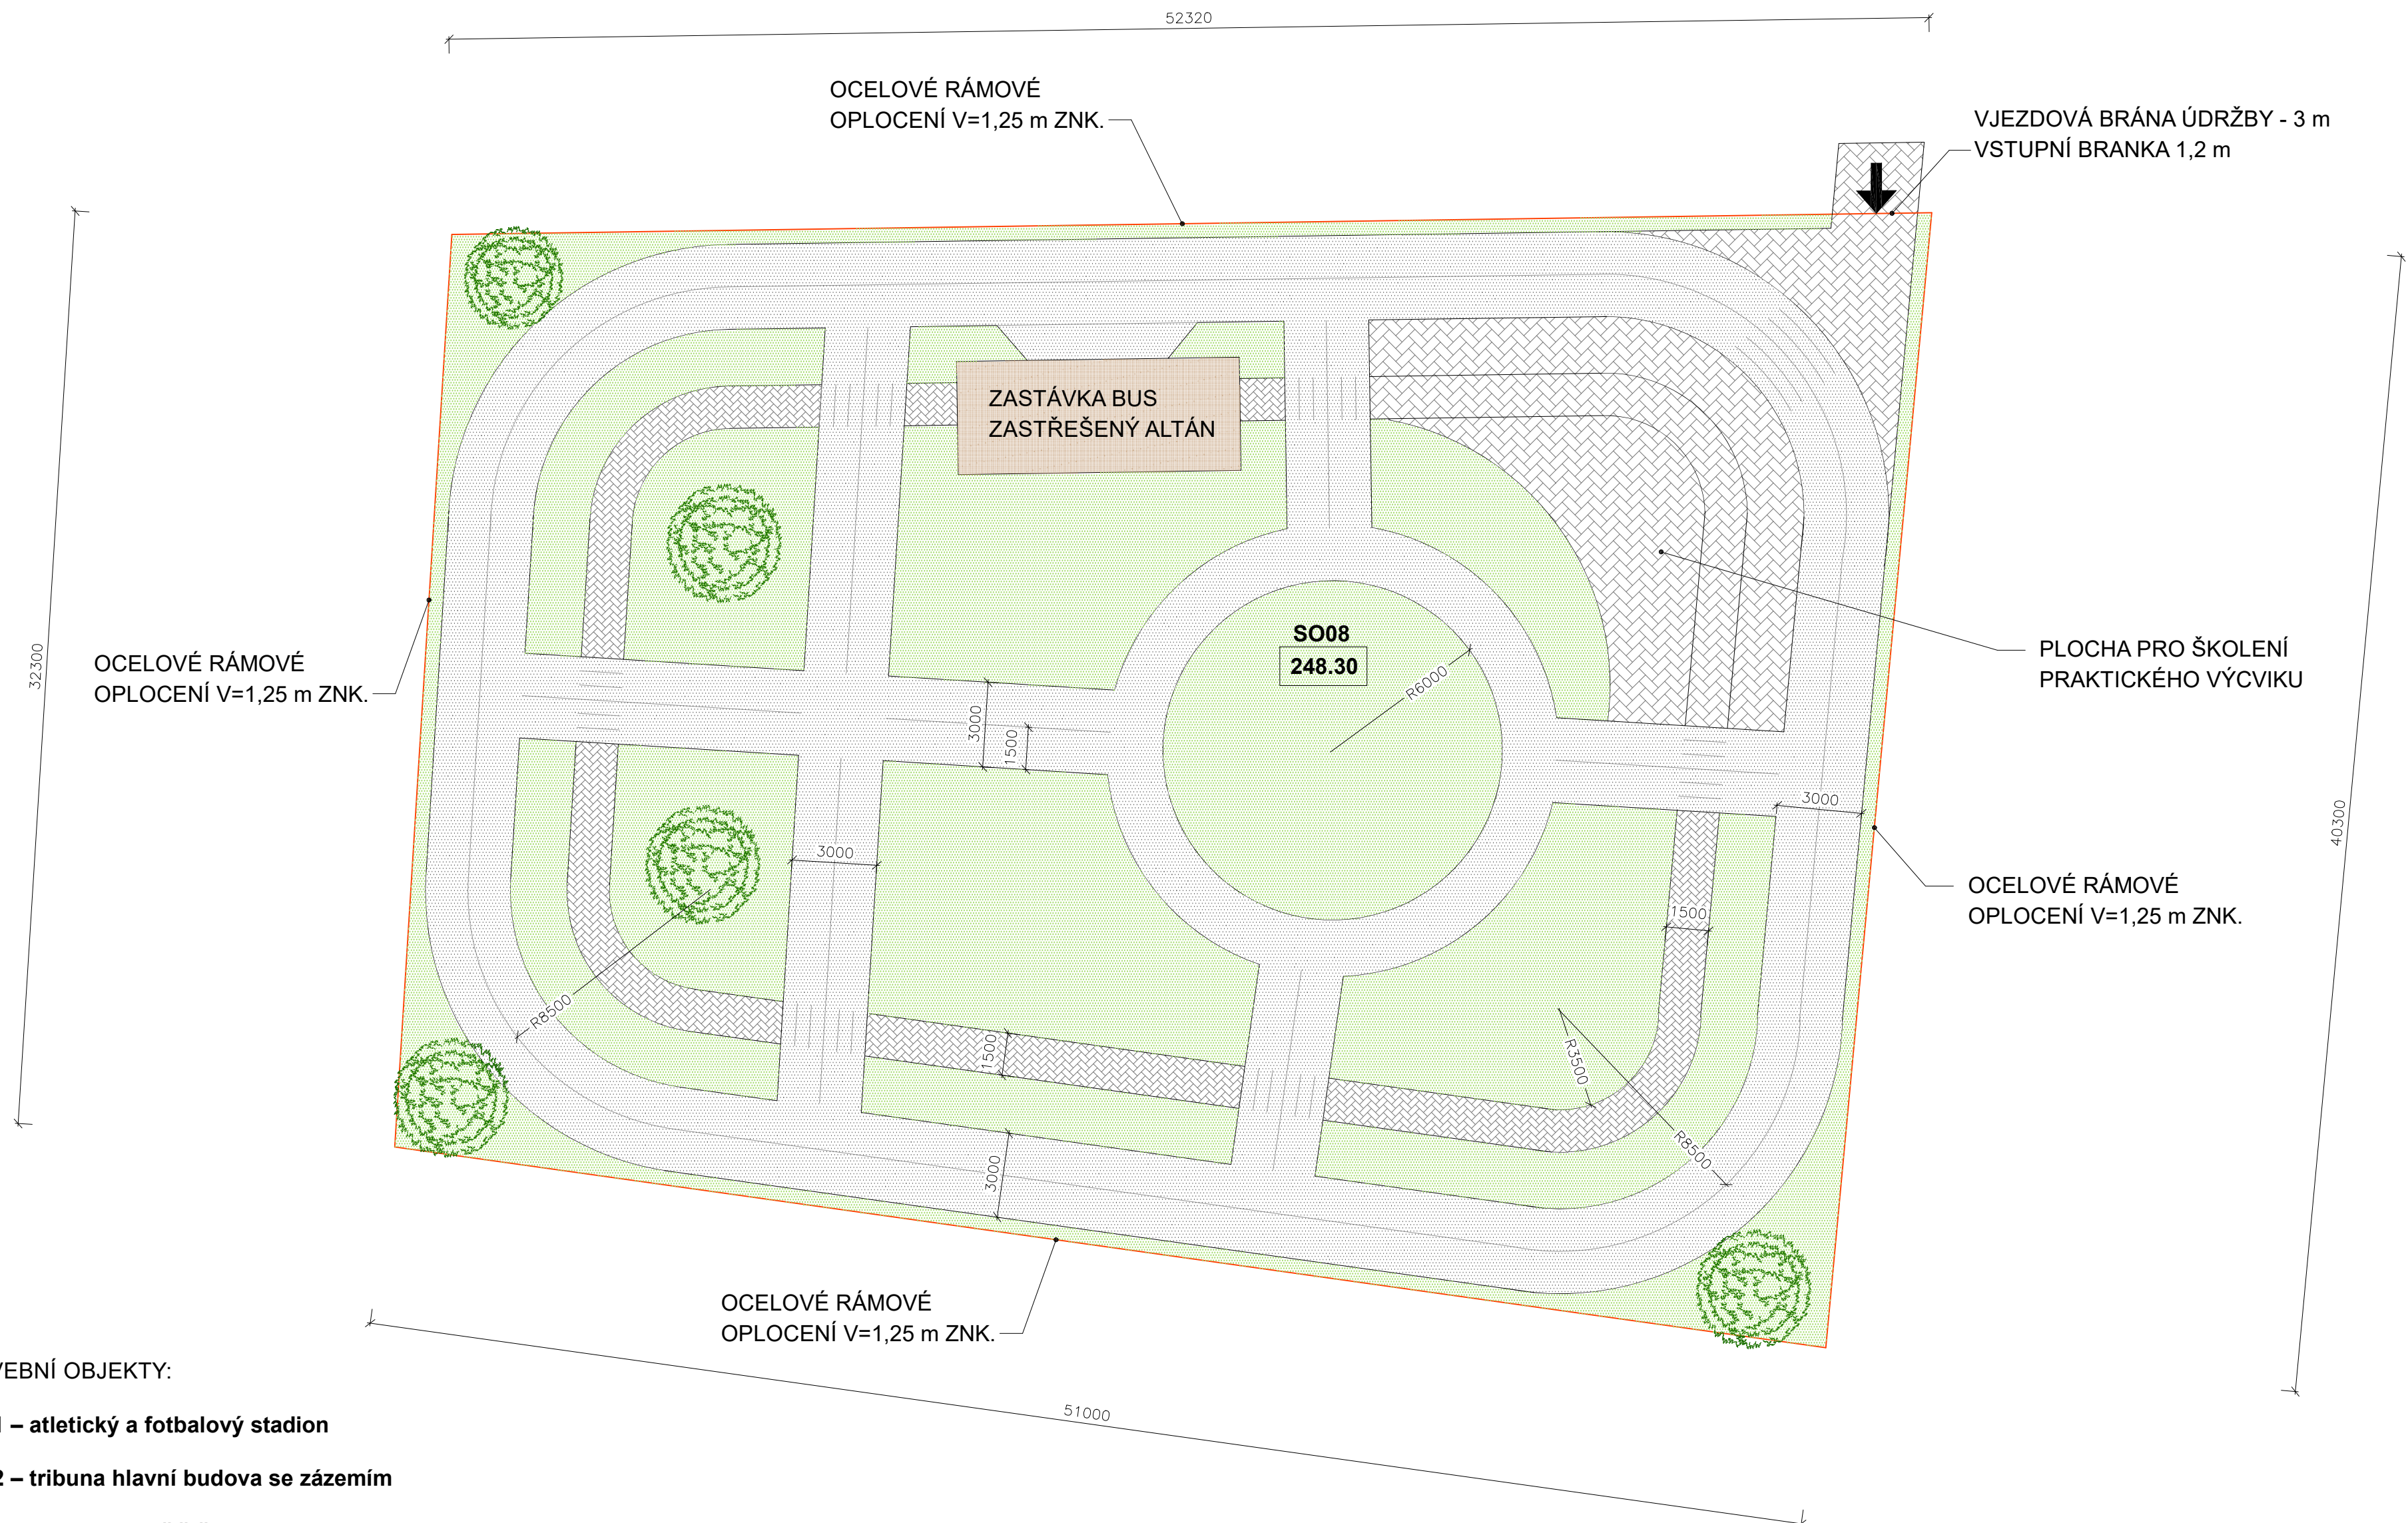 52320
OCELOVÉ RÁMOVÉ
OPLOCENÍ V=1,25 m ZNK.
VJEZDOVÁ BRÁNA ÚDRŽBY - 3 m
VSTUPNÍ BRANKA 1,2 m
ZASTÁVKA BUS
ZASTŘEŠENÝ ALTÁN
32300
OCELOVÉ RÁMOVÉ
OPLOCENÍ V=1,25 m ZNK.
SO08
248.30
R6000
PLOCHA PRO ŠKOLENÍ
PRAKTICKÉHO VÝCVIKU
3000
1500
3000
3000
40300
OCELOVÉ RÁMOVÉ
OPLOCENÍ V=1,25 m ZNK.
1500
R8500
1500
R3500
R8500
3000
OCELOVÉ RÁMOVÉ
OPLOCENÍ V=1,25 m ZNK.
51000
VEBNÍ OBJEKTY:
1 – atletický a fotbalový stadion
2 – tribuna hlavní budova se zázemím